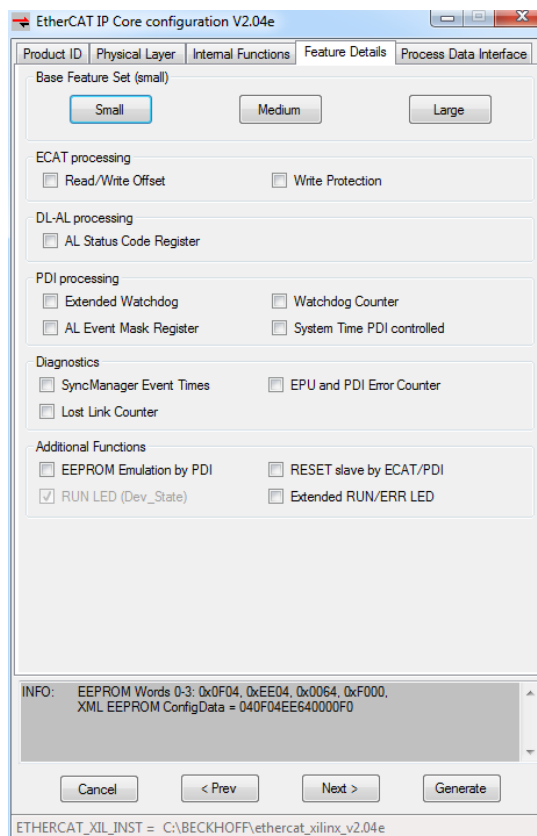 EtherCAT IP Core configuration V2.04e
Product ID Physical Layer Internal Functions Feature Details Process Data Interface
Base Feature Set (small)
Small Medium Large
ECAT processing
Read/Write Offset Write Protection
DL-AL processing
AL Status Code Register
PDI processing
Extended Watchdog Watchdog Counter
AL Event Mask Register System Time PDI controlled
Diagnostics
SyncManager Event Times EPU and PDI Error Counter
Lost Link Counter
Additional Functions
EEPROM Emulation by PDI RESET slave by ECAT/PDI
RUN LED (Dev_State) Extended RUN/ERR LED
INFO: EEPROM Words 0-3: 0x0F04, 0xEE04, 0x0064, 0xF000,
XML EEPROM ConfigData = 040F04EE640000F0
Cancel < Prev Next > Generate
ETHERCAT_XIL_INST = C:\BECKHOFF\ethercat_xilinx_v2.04e